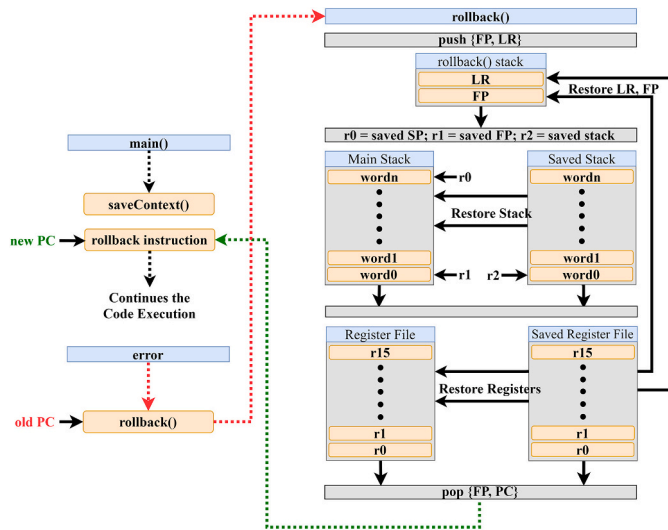 rollback()
push {FP, LR}
rollback() stack
LR
FP
Restore LR, FP
r0 = saved SP; r1 = saved FP; r2 = saved stack
main()
saveContext()
new PC
rollback instruction
Continues the
Code Execution
error
old PC
rollback()
Main Stack
Saved Stack
wordn
r0
wordn
Restore Stack
word1
word1
word0
r1
r2
word0
Register File
Saved Register File
r15
r15
Restore Registers
r1
r1
r0
r0
pop {FP, PC}